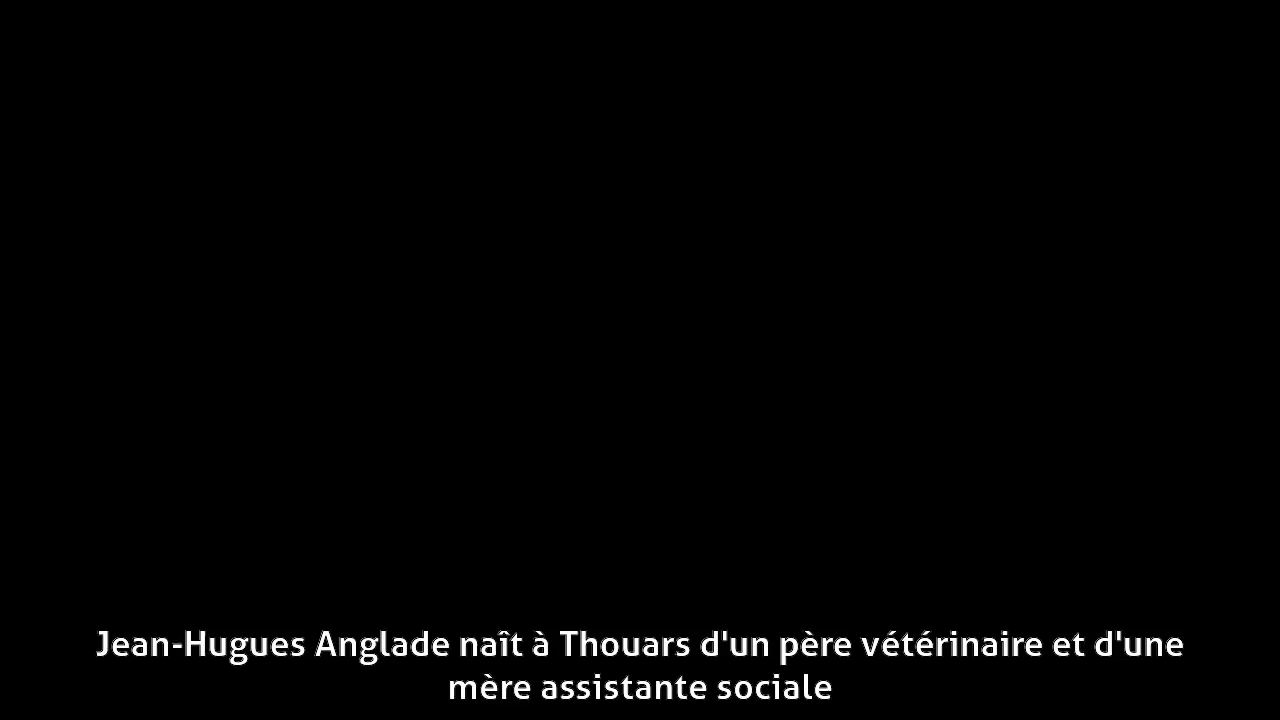 Jean-Hugues Anglade naît à Thouars d'un père vétérinaire et d'une
mère assistante sociale